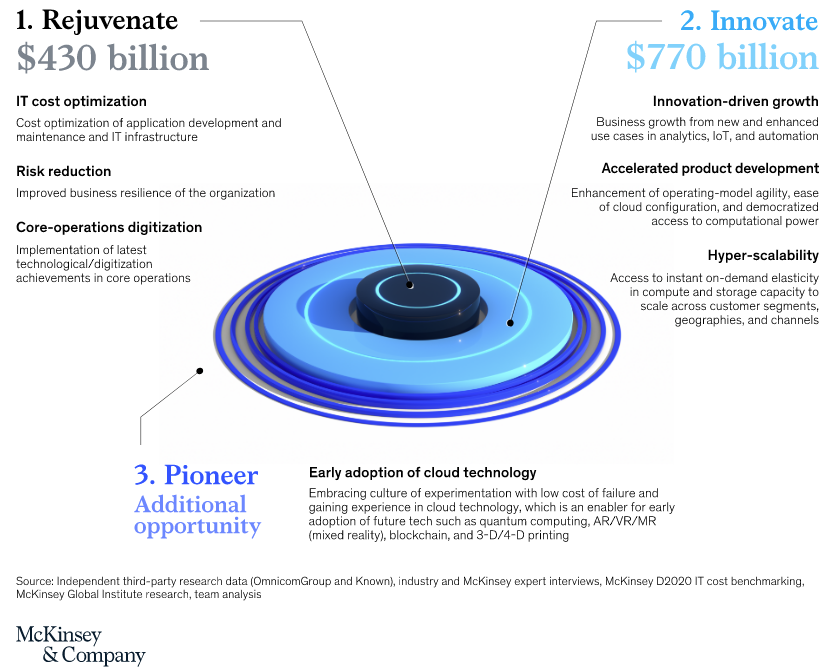 1. Rejuvenate
$430 billion
IT cost optimization
Cost optimization of application development and
maintenance and IT infrastructure
Risk reduction
Improved business resilience of the organization
Core-operations digitization
Implementation of latest
technological/digitization
achievements in core operations
2. Innovate
$770 billion
Innovation-driven growth
Business growth from new and enhanced
use cases in analytics, IoT, and automation
Accelerated product development
Enhancement of operating-model agility, ease
of cloud configuration, and democratized
access to computational power
Hyper-scalability
Access to instant on-demand elasticity
in compute and storage capacity to
scale across customer segments,
geographies, and channels
3. Pioneer
Additional
opportunity
Early adoption of cloud technology
Embracing culture of experimentation with low cost of failure and
gaining experience in cloud technology, which is an enabler for early
adoption of future tech such as quantum computing, AR/VR/MR
(mixed reality), blockchain, and 3-D/4-D printing
Source: Independent third-party research data (OmnicomGroup and Known), industry and McKinsey expert interviews, McKinsey D2020 IT cost benchmarking,
McKinsey Global Institute research, team analysis
McKinsey
& Company